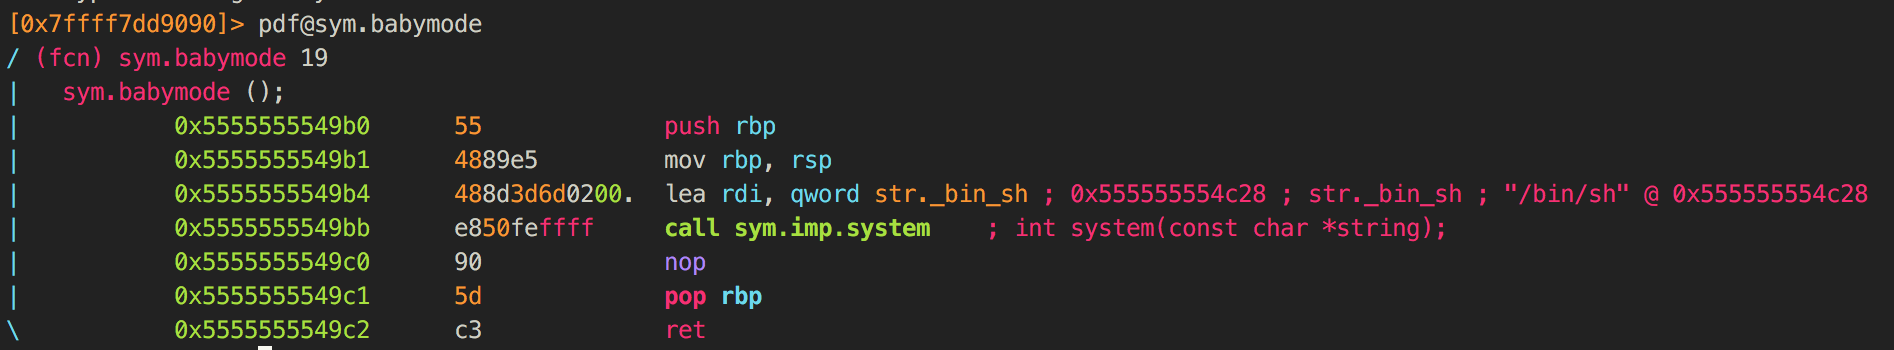 [0x7ffff7dd9090]> pdf@sym.babymode
/ (fcn) sym.babymode 19
|   sym.babymode ();
|           0x5555555549b0      55             push rbp
|           0x5555555549b1      4889e5         mov rbp, rsp
|           0x5555555549b4      488d3d6d0200.  lea rdi, qword str._bin_sh ; 0x555555554c28 ; str._bin_sh ; "/bin/sh" @ 0x555555554c28
|           0x5555555549bb      e850feffff     call sym.imp.system    ; int system(const char *string);
|           0x5555555549c0      90             nop
|           0x5555555549c1      5d             pop rbp
\           0x5555555549c2      c3             ret